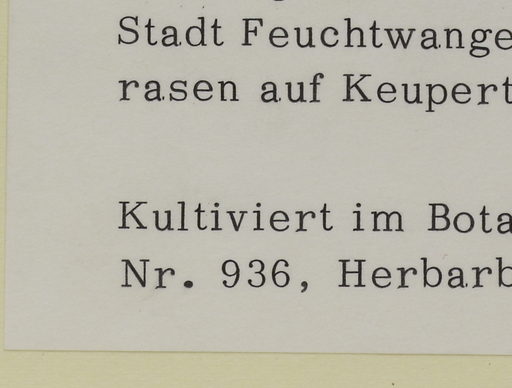 Stadt Feuchtwange
rasen auf Keupert
Kultiviert im Bota
Nr. 936, Herbarb